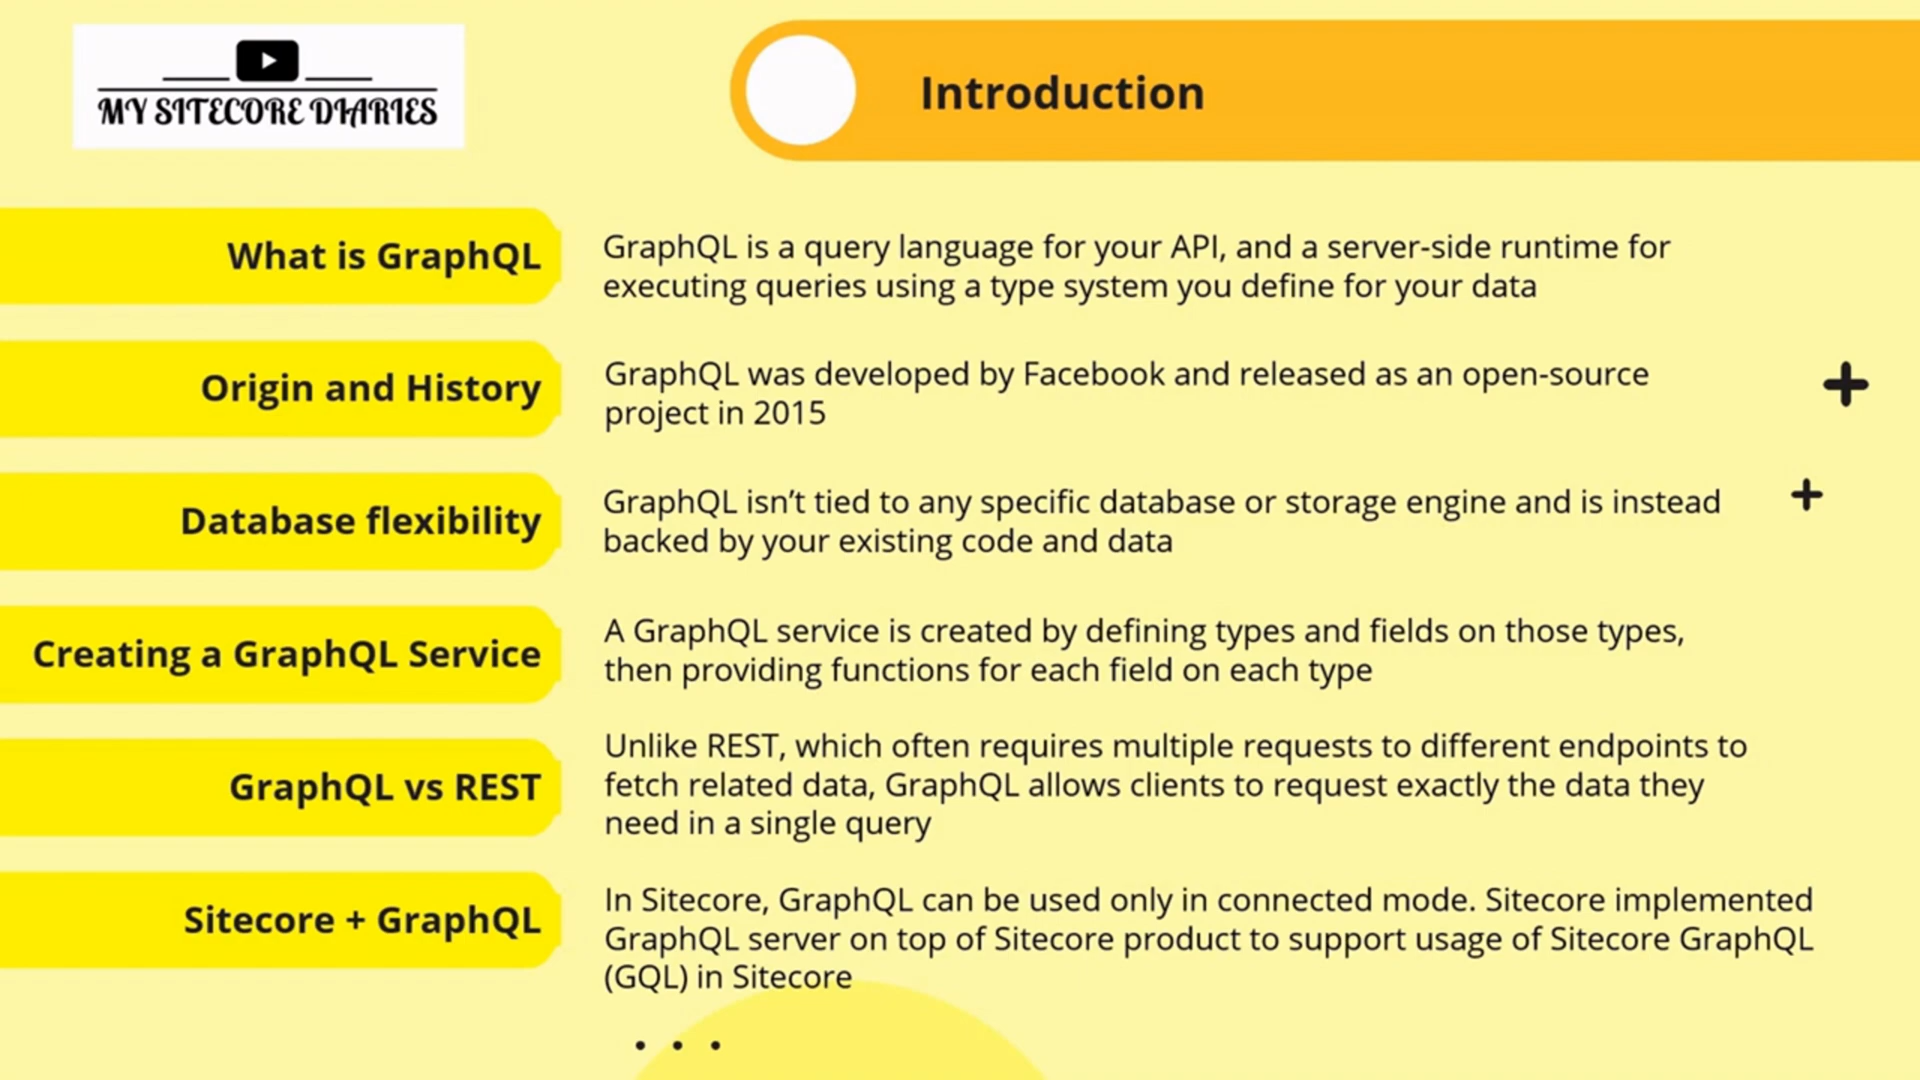 MY SITECORE DIARIES
Introduction
What is GraphQL
GraphQL is a query language for your API, and a server-side runtime for
executing queries using a type system you define for your data
Origin and History
GraphQL was developed by Facebook and released as an open-source
project in 2015
Database flexibility
GraphQL isn’t tied to any specific database or storage engine and is instead
backed by your existing code and data
Creating a GraphQL Service
A GraphQL service is created by defining types and fields on those types,
then providing functions for each field on each type
GraphQL vs REST
Unlike REST, which often requires multiple requests to different endpoints to
fetch related data, GraphQL allows clients to request exactly the data they
need in a single query
Sitecore + GraphQL
In Sitecore, GraphQL can be used only in connected mode. Sitecore implemented
GraphQL server on top of Sitecore product to support usage of Sitecore GraphQL
(GQL) in Sitecore